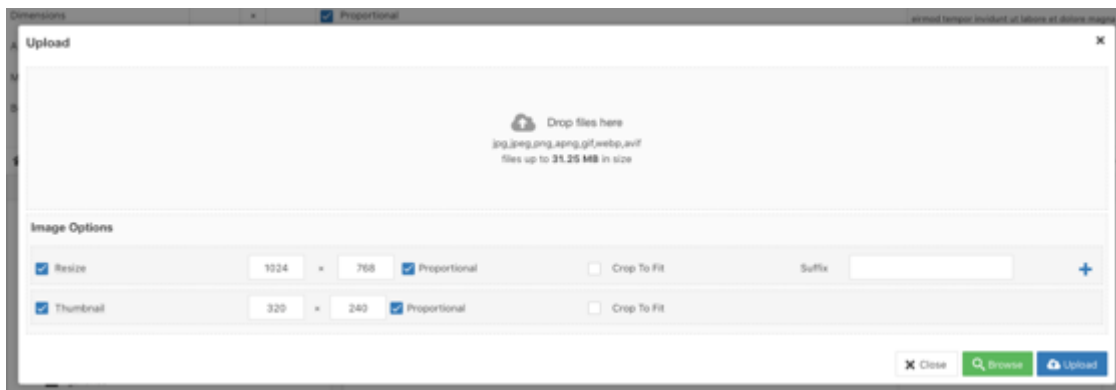 Dimensions × Proportional
eirmod tempor invidunt ut labore et dolore magna
Upload ×
Drop files here
jpg,jpeg,png,apng,gif,webp,avif
files up to 31.25 MB in size
Image Options
Resize 1024 × 768 Proportional Crop To Fit Suffix +
Thumbnail 320 × 240 Proportional Crop To Fit
× Close Browse Upload